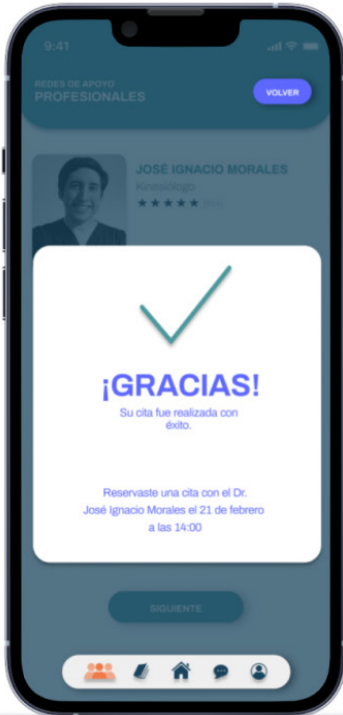 9:41
REDES DE APOYO
PROFESIONALES
VOLVER
JOSÉ IGNACIO MORALES
Kinesiólogo
¡GRACIAS!
Su cita fue realizada con
éxito.
Reservaste una cita con el Dr.
José Ignacio Morales el 21 de febrero
a las 14:00
SIGUIENTE